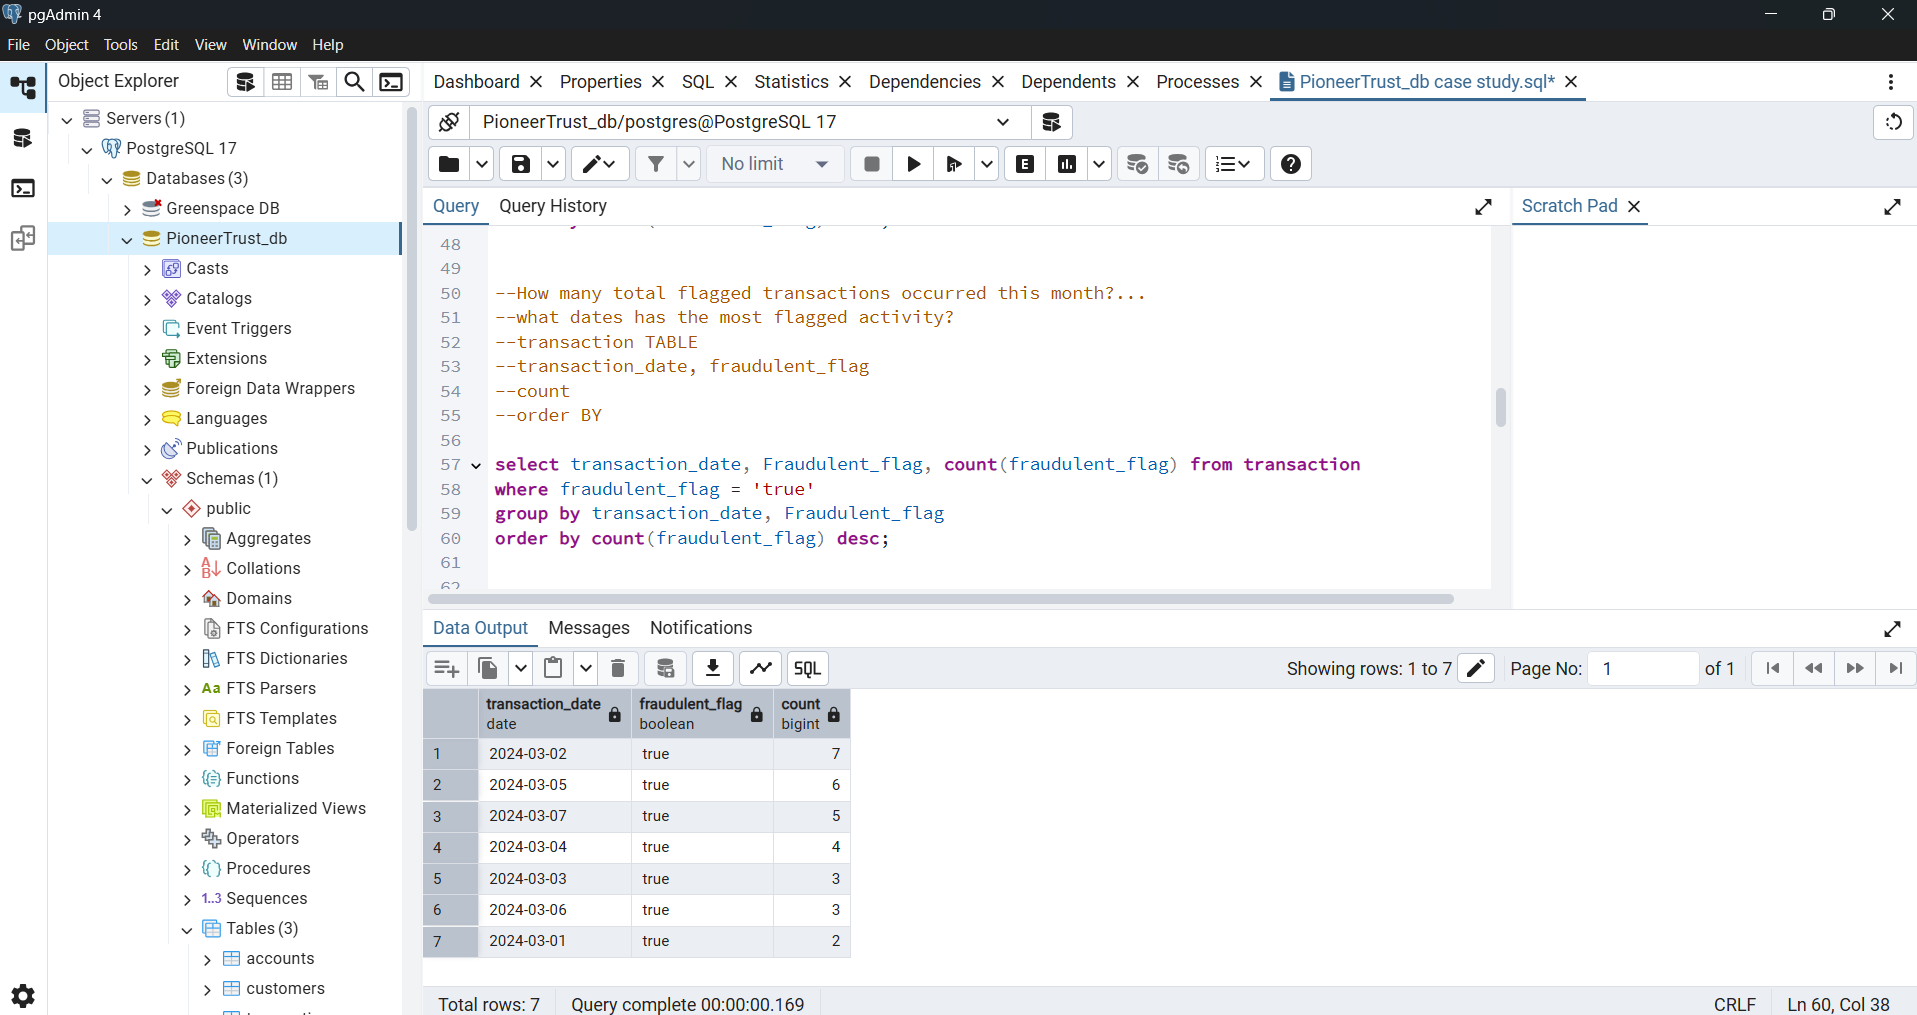 pgAdmin 4
File Object Tools Edit View Window Help
Object Explorer
Dashboard Properties SQL Statistics Dependencies Dependents Processes PioneerTrust_db case study.sql*
Servers (1)
PostgreSQL 17
Databases (3)
Greenspace DB
PioneerTrust_db
Casts
Catalogs
Event Triggers
Extensions
Foreign Data Wrappers
Languages
Publications
Schemas (1)
public
Aggregates
Collations
Domains
FTS Configurations
FTS Dictionaries
Aa FTS Parsers
FTS Templates
Foreign Tables
Functions
Materialized Views
Operators
Procedures
1..3 Sequences
Tables (3)
accounts
customers
PioneerTrust_db/postgres@PostgreSQL 17
No limit
E
Query Query History
Scratch Pad
48
49
50 --How many total flagged transactions occurred this month?...
51 --what dates has the most flagged activity?
52 --transaction TABLE
53 --transaction_date, fraudulent_flag
54 --count
55 --order BY
56
57 select transaction_date, Fraudulent_flag, count(fraudulent_flag) from transaction
58 where fraudulent_flag = 'true'
59 group by transaction_date, Fraudulent_flag
60 order by count(fraudulent_flag) desc;
61
62
Data Output Messages Notifications
SQL
Showing rows: 1 to 7 Page No: 1 of 1
transaction_date fraudulent_flag count
date boolean bigint
1 2024-03-02 true 7
2 2024-03-05 true 6
3 2024-03-07 true 5
4 2024-03-04 true 4
5 2024-03-03 true 3
6 2024-03-06 true 3
7 2024-03-01 true 2
Total rows: 7 Query complete 00:00:00.169 CRLF Ln 60, Col 38